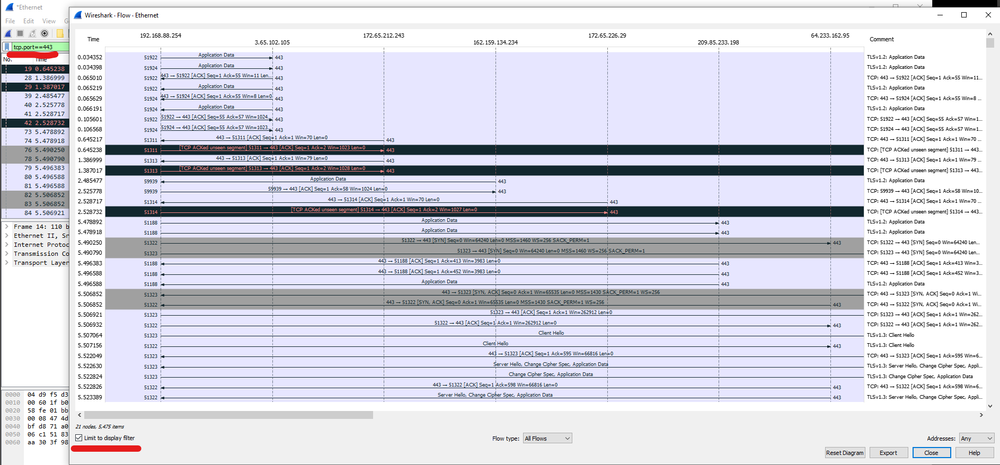 *Ethernet
Wireshark · Flow · Ethernet
File Edit View G
tcp.port==443
No. Time
19 0.645238
28 1.386999
29 1.387017
39 2.485477
40 2.525778
41 2.528717
42 2.528732
73 5.478892
74 5.478918
76 5.490250
78 5.490790
79 5.496383
80 5.496588
81 5.496588
82 5.506852
83 5.506852
84 5.506921
Frame 14: 110 b
Ethernet II, Sr
Internet Protoc
Transmission Co
Transport Layer
0000 04 d9 f5 d3
0010 00 60 1f b0
0020 58 fe 01 bb
0030 00 08 47 4d
0040 bf d8 71 a0
0050 06 c1 51 83
0060 aa 30 3f 98
Time 192.168.88.254 3.65.102.105 172.65.212.243 162.159.134.234 172.65.226.29 209.85.233.198 64.233.162.95 Comment
0.034352 51922 Application Data 443 TLSv1.2: Application Data
0.034398 51924 Application Data 443 TLSv1.2: Application Data
0.065010 51922 443 → 51922 [ACK] Seq=1 Ack=55 Win=11 Len... 443 TCP: 443 → 51922 [ACK] Seq=1 Ack=55 Win=11...
0.065219 51922 Application Data 443 TLSv1.2: Application Data
0.065629 51924 443 → 51924 [ACK] Seq=1 Ack=55 Win=8 Len=0 443 TCP: 443 → 51924 [ACK] Seq=1 Ack=55 Win=8 ...
0.066191 51924 Application Data 443 TLSv1.2: Application Data
0.105601 51922 51922 → 443 [ACK] Seq=55 Ack=57 Win=1024... 443 TCP: 51922 → 443 [ACK] Seq=55 Ack=57 Win=1...
0.106568 51924 51924 → 443 [ACK] Seq=55 Ack=57 Win=1023... 443 TCP: 51924 → 443 [ACK] Seq=55 Ack=57 Win=1...
0.645217 51311 443 → 51311 [ACK] Seq=1 Ack=1 Win=70 Len=0 443 TCP: 443 → 51311 [ACK] Seq=1 Ack=1 Win=70 ...
0.645238 51311 [TCP ACKed unseen segment] 51311 → 443 [ACK] Seq=1 Ack=2 Win=1023 Len=0 443 TCP: [TCP ACKed unseen segment] 51311 → 443...
1.386999 51313 443 → 51313 [ACK] Seq=1 Ack=1 Win=79 Len=0 443 TCP: 443 → 51313 [ACK] Seq=1 Ack=1 Win=79 ...
1.387017 51313 [TCP ACKed unseen segment] 51313 → 443 [ACK] Seq=1 Ack=2 Win=1028 Len=0 443 TCP: [TCP ACKed unseen segment] 51313 → 443...
2.485477 59939 Application Data 443 TLSv1.2: Application Data
2.525778 59939 59939 → 443 [ACK] Seq=1 Ack=58 Win=1024 Len=0 443 TCP: 59939 → 443 [ACK] Seq=1 Ack=58 Win=10...
2.528717 51314 443 → 51314 [ACK] Seq=1 Ack=1 Win=70 Len=0 443 TCP: 443 → 51314 [ACK] Seq=1 Ack=1 Win=70 ...
2.528732 51314 [TCP ACKed unseen segment] 51314 → 443 [ACK] Seq=1 Ack=2 Win=1027 Len=0 443 TCP: [TCP ACKed unseen segment] 51314 → 443...
5.478892 51188 Application Data 443 TLSv1.2: Application Data
5.478918 51188 Application Data 443 TLSv1.2: Application Data
5.490250 51322 51322 → 443 [SYN] Seq=0 Win=64240 Len=0 MSS=1460 WS=256 SACK_PERM=1 443 TCP: 51322 → 443 [SYN] Seq=0 Win=64240 Len...
5.490790 51323 51323 → 443 [SYN] Seq=0 Win=64240 Len=0 MSS=1460 WS=256 SACK_PERM=1 TCP: 51323 → 443 [SYN] Seq=0 Win=64240 Len...
5.496383 51188 443 → 51188 [ACK] Seq=1 Ack=413 Win=3983 Len=0 443 TCP: 443 → 51188 [ACK] Seq=1 Ack=413 Win=3...
5.496588 51188 443 → 51188 [ACK] Seq=1 Ack=452 Win=3983 Len=0 443 TCP: 443 → 51188 [ACK] Seq=1 Ack=452 Win=3...
5.496588 51188 Application Data 443 TLSv1.2: Application Data
5.506852 51323 443 → 51323 [SYN, ACK] Seq=0 Ack=1 Win=65535 Len=0 MSS=1430 SACK_PERM=1 WS=256 TCP: 443 → 51323 [SYN, ACK] Seq=0 Ack=1 Wi...
5.506852 51322 443 → 51322 [SYN, ACK] Seq=0 Ack=1 Win=65535 Len=0 MSS=1430 SACK_PERM=1 WS=256 443 TCP: 443 → 51322 [SYN, ACK] Seq=0 Ack=1 Wi...
5.506921 51323 51323 → 443 [ACK] Seq=1 Ack=1 Win=262912 Len=0 TCP: 51323 → 443 [ACK] Seq=1 Ack=1 Win=262...
5.506932 51322 51322 → 443 [ACK] Seq=1 Ack=1 Win=262912 Len=0 443 TCP: 51322 → 443 [ACK] Seq=1 Ack=1 Win=262...
5.507064 51323 Client Hello TLSv1.3: Client Hello
5.507156 51322 Client Hello 443 TLSv1.3: Client Hello
5.522049 51323 443 → 51323 [ACK] Seq=1 Ack=595 Win=66816 Len=0 TCP: 443 → 51323 [ACK] Seq=1 Ack=595 Win=6...
5.522630 51323 Server Hello, Change Cipher Spec, Application Data TLSv1.3: Server Hello, Change Cipher Spec, Appli...
5.522824 51323 Change Cipher Spec, Application Data TLSv1.3: Change Cipher Spec, Application Data
5.522826 51322 443 → 51322 [ACK] Seq=1 Ack=598 Win=66816 Len=0 443 TCP: 443 → 51322 [ACK] Seq=1 Ack=598 Win=6...
5.523389 51322 Server Hello, Change Cipher Spec, Application Data 443 TLSv1.3: Server Hello, Change Cipher Spec, Appli...
21 nodes, 5,475 items
Limit to display filter Flow type: All Flows Addresses: Any
Reset Diagram Export Close Help